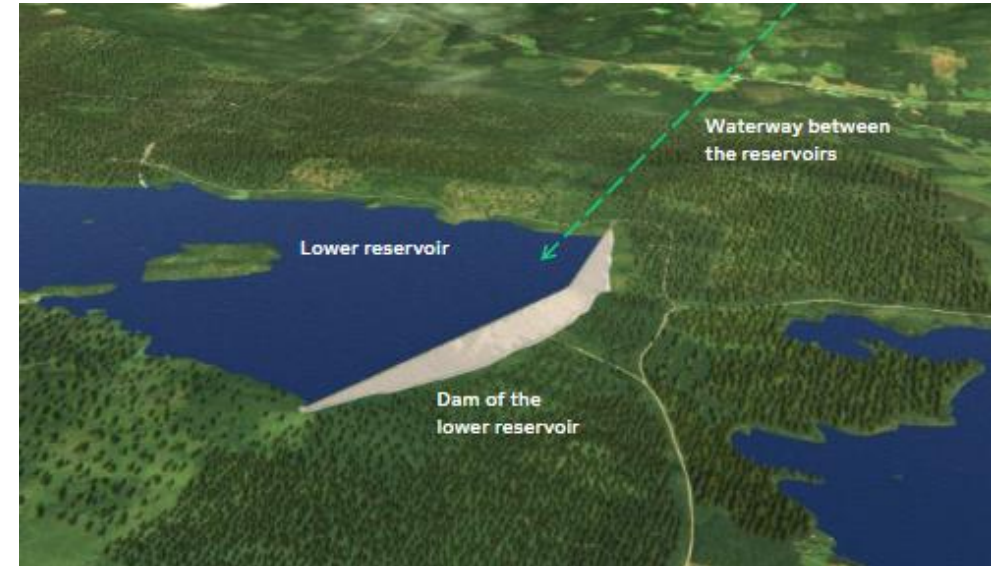 Waterway between
the reservoirs
Lower reservoir
Dam of the
lower reservoir